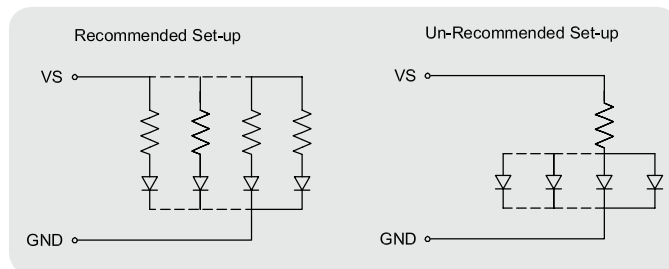 Recommended Set-up
VS
GND
Un-Recommended Set-up
VS
GND